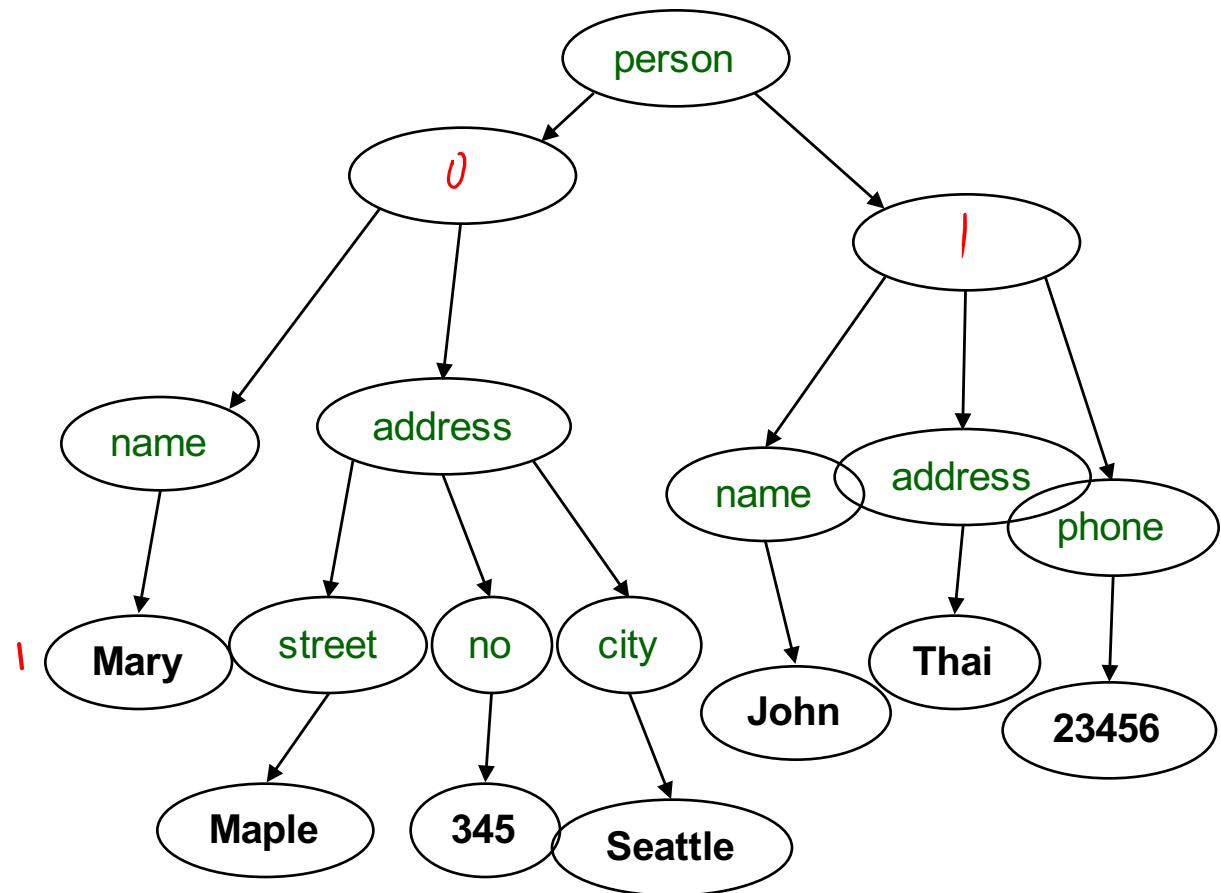 person
0
1
name
address
name
address
phone
1
Mary
street
no
city
John
Thai
23456
Maple
345
Seattle